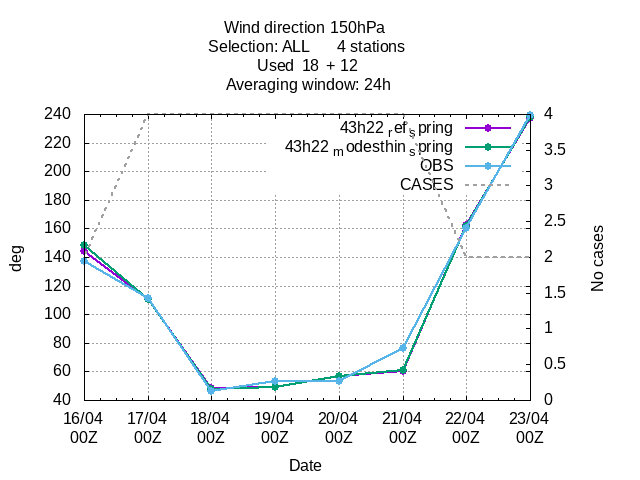 Wind direction 150hPa
Selection: ALL 4 stations
Used 18 + 12
Averaging window: 24h
43h22 ref spring
43h22 modesthin spring
OBS
CASES
240
220
200
180
160
140
120
100
80
60
40
deg
4
3.5
3
2.5
2
1.5
1
0.5
0
No cases
16/04 17/04 18/04 19/04 20/04 21/04 22/04 23/04
00Z 00Z 00Z 00Z 00Z 00Z 00Z 00Z
Date